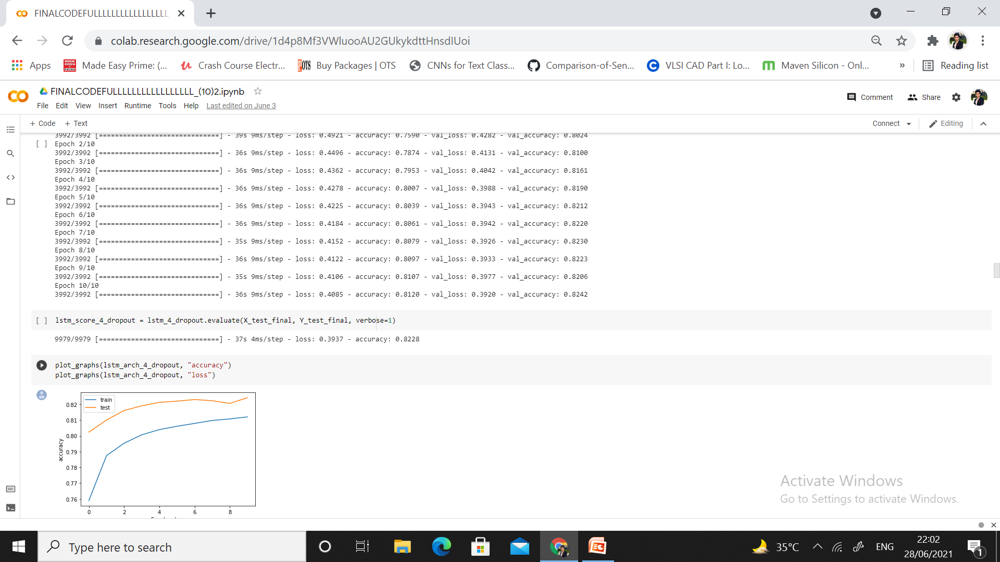 FINALCODEFULLLLLLLLLLLLLLLLL_
colab.research.google.com/drive/1d4p8Mf3VWluooAU2GUkykdttHnsdIUoi
Apps Made Easy Prime: (... Crash Course Electr... Buy Packages | OTS CNNs for Text Class... Comparison-of-Sen... VLSI CAD Part I: Lo... Maven Silicon - Onl... » Reading list
FINALCODEFULLLLLLLLLLLLLLLLL_(10)2.ipynb
Comment Share
File Edit View Insert Runtime Tools Help Last edited on June 3
+ Code + Text Connect Editing
3992/3992 [==============================] - 39s 9ms/step - loss: 0.4921 - accuracy: 0.7590 - val_loss: 0.4282 - val_accuracy: 0.8024
[ ] Epoch 2/10
3992/3992 [==============================] - 36s 9ms/step - loss: 0.4496 - accuracy: 0.7874 - val_loss: 0.4131 - val_accuracy: 0.8100
Epoch 3/10
3992/3992 [==============================] - 36s 9ms/step - loss: 0.4362 - accuracy: 0.7953 - val_loss: 0.4042 - val_accuracy: 0.8161
Epoch 4/10
3992/3992 [==============================] - 36s 9ms/step - loss: 0.4278 - accuracy: 0.8007 - val_loss: 0.3988 - val_accuracy: 0.8190
Epoch 5/10
3992/3992 [==============================] - 36s 9ms/step - loss: 0.4225 - accuracy: 0.8039 - val_loss: 0.3943 - val_accuracy: 0.8212
Epoch 6/10
3992/3992 [==============================] - 36s 9ms/step - loss: 0.4184 - accuracy: 0.8061 - val_loss: 0.3942 - val_accuracy: 0.8220
Epoch 7/10
3992/3992 [==============================] - 35s 9ms/step - loss: 0.4152 - accuracy: 0.8079 - val_loss: 0.3926 - val_accuracy: 0.8230
Epoch 8/10
3992/3992 [==============================] - 36s 9ms/step - loss: 0.4122 - accuracy: 0.8097 - val_loss: 0.3933 - val_accuracy: 0.8223
Epoch 9/10
3992/3992 [==============================] - 35s 9ms/step - loss: 0.4106 - accuracy: 0.8107 - val_loss: 0.3977 - val_accuracy: 0.8206
Epoch 10/10
3992/3992 [==============================] - 36s 9ms/step - loss: 0.4085 - accuracy: 0.8120 - val_loss: 0.3920 - val_accuracy: 0.8242
[ ] lstm_score_4_dropout = lstm_4_dropout.evaluate(X_test_final, Y_test_final, verbose=1)
9979/9979 [==============================] - 37s 4ms/step - loss: 0.3937 - accuracy: 0.8228
plot_graphs(lstm_arch_4_dropout, "accuracy")
plot_graphs(lstm_arch_4_dropout, "loss")
train
test
0.82
0.81
0.80
0.79
0.78
0.77
0.76
accuracy
0 2 4 6 8
Activate Windows
Go to Settings to activate Windows.
Type here to search
35°C ENG
22:02
28/06/2021
1